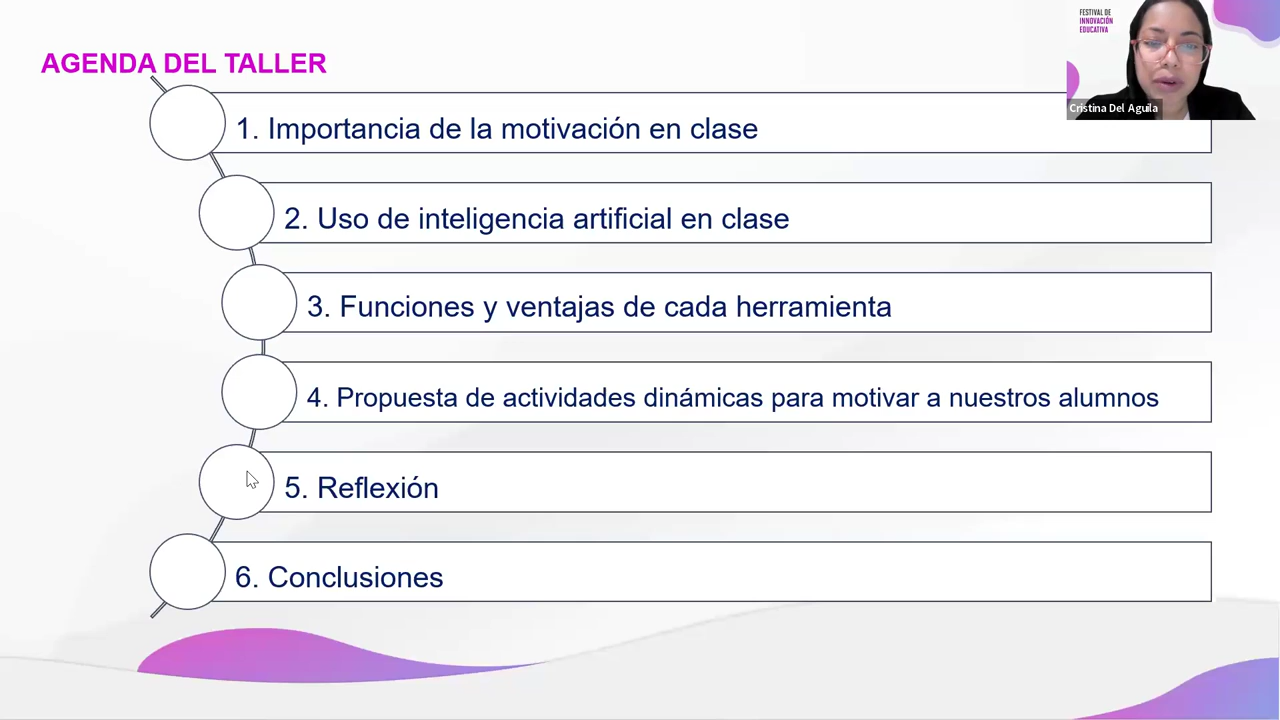 AGENDA DEL TALLER
1. Importancia de la motivación en clase
2. Uso de inteligencia artificial en clase
3. Funciones y ventajas de cada herramienta
4. Propuesta de actividades dinámicas para motivar a nuestros alumnos
5. Reflexión
6. Conclusiones
FESTIVAL DE
INNOVACIÓN
EDUCATIVA
Cristina Del Aguila